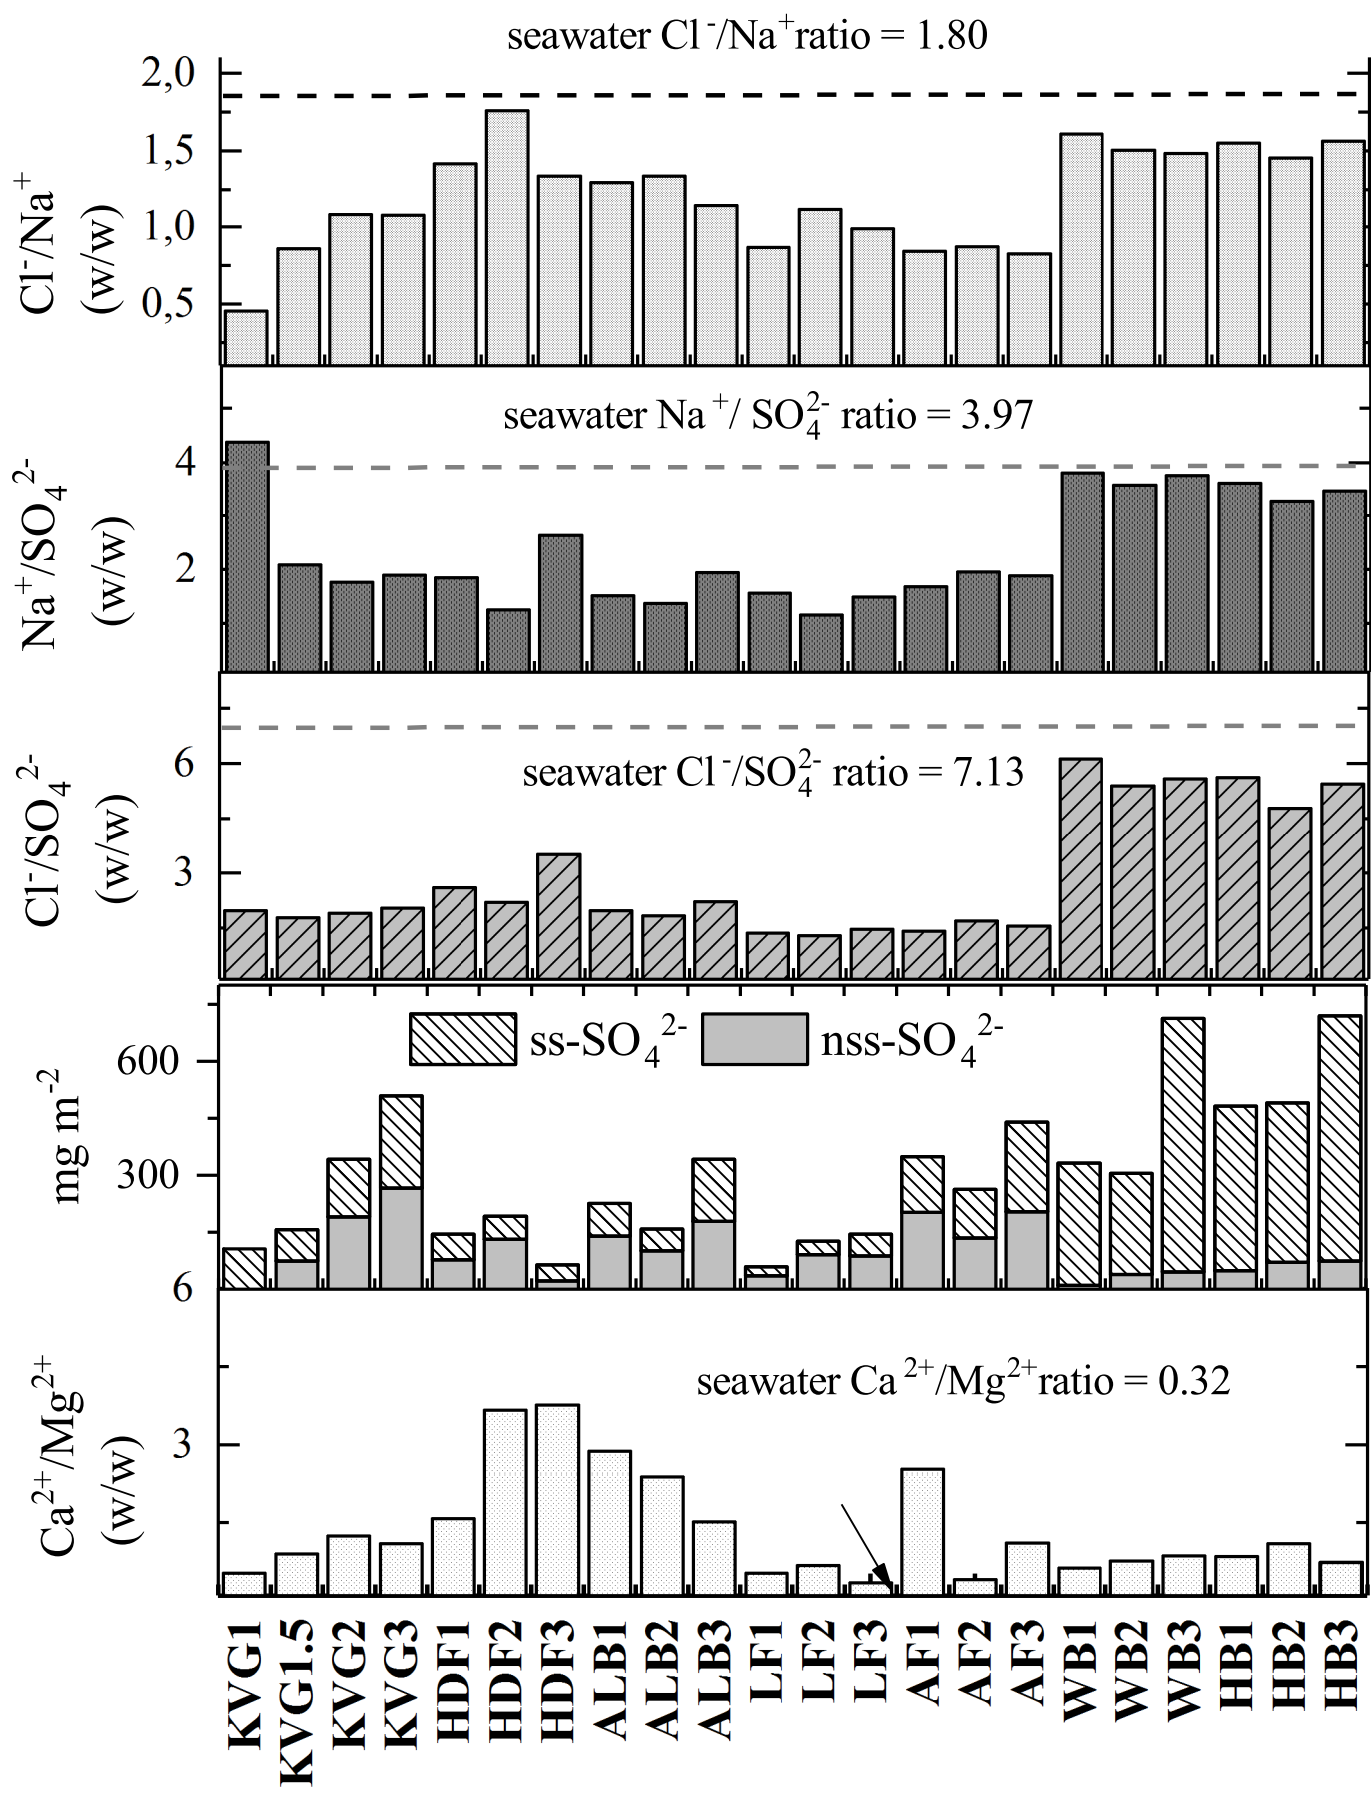 seawater Cl⁻/Na⁺ratio = 1.80
2,0
1,5
1,0
0,5
Cl⁻/Na⁺
(w/w)
seawater Na⁺/ SO₄²⁻ ratio = 3.97
4
2
Na⁺/SO₄²⁻
(w/w)
seawater Cl⁻/SO₄²⁻ ratio = 7.13
6
3
Cl⁻/SO₄²⁻
(w/w)
ss-SO₄²⁻ nss-SO₄²⁻
600
300
mg m⁻²
6
seawater Ca²⁺/Mg²⁺ratio = 0.32
3
Ca²⁺/Mg²⁺
(w/w)
KVG1
KVG1.5
KVG2
KVG3
HDF1
HDF2
HDF3
ALB1
ALB2
ALB3
LF1
LF2
LF3
AF1
AF2
AF3
WB1
WB2
WB3
HB1
HB2
HB3